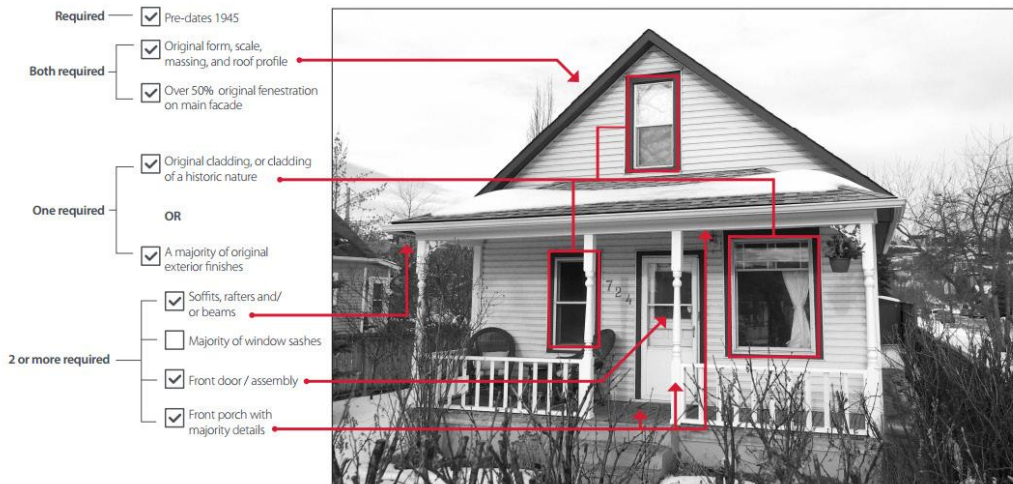 Required
Pre-dates 1945
Both required
Original form, scale,
massing, and roof profile
Over 50% original fenestration
on main facade
One required
Original cladding, or cladding
of a historic nature
OR
A majority of original
exterior finishes
2 or more required
Soffits, rafters and/
or beams
Majority of window sashes
Front door / assembly
Front porch with
majority details
724